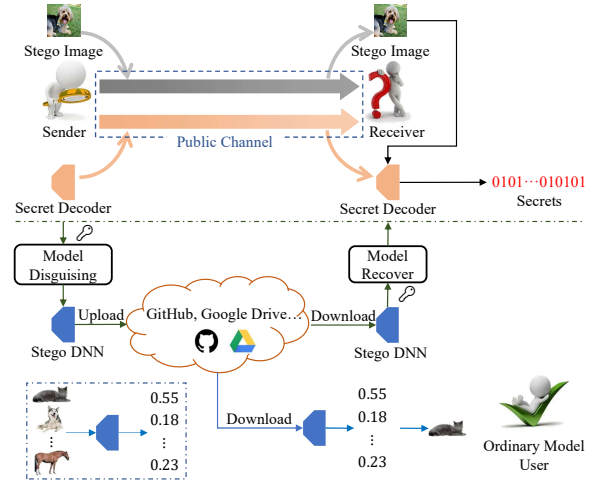 Stego Image
Stego Image
Sender
Receiver
Public Channel
0101⋯010101
Secrets
Secret Decoder
Secret Decoder
Model
Disguising
Model
Recover
Upload
GitHub, Google Drive…
Download
Stego DNN
Stego DNN
0.55
0.18
⋮
0.23
Download
0.55
0.18
⋮
0.23
Ordinary Model
User